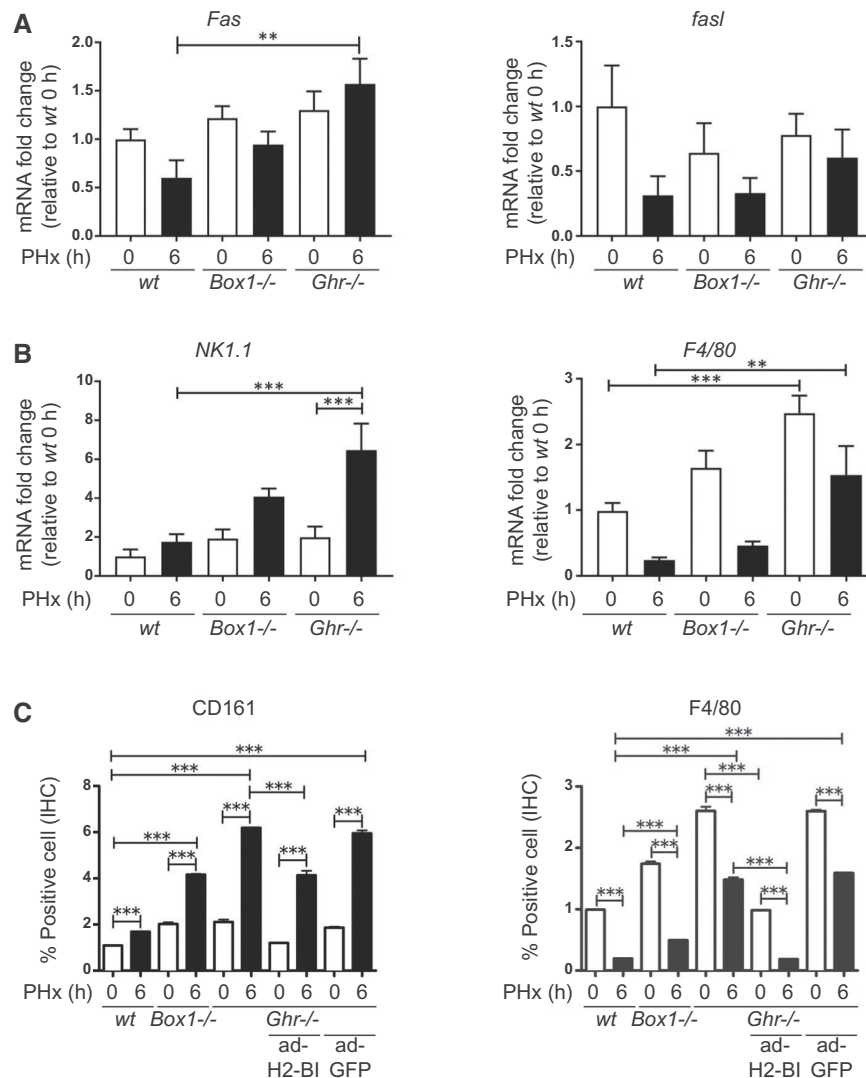 A
Fas
fasl
mRNA fold change
(relative to wt 0 h)
2.0
1.5
1.0
0.5
0.0
**
mRNA fold change
(relative to wt 0 h)
1.5
1.0
0.5
0.0
PHx (h) 0 6 0 6 0 6
wt Box1-/- Ghr-/-
PHx (h) 0 6 0 6 0 6
wt Box1-/- Ghr-/-
B
NK1.1
F4/80
mRNA fold change
(relative to wt 0 h)
10
8
6
4
2
0
***
***
mRNA fold change
(relative to wt 0 h)
3
2
1
0
**
***
PHx (h) 0 6 0 6 0 6
wt Box1-/- Ghr-/-
PHx (h) 0 6 0 6 0 6
wt Box1-/- Ghr-/-
C
CD161
F4/80
% Positive cell (IHC)
8
6
4
2
0
***
***
*** ***
*** ***
*** *** ***
***
% Positive cell (IHC)
3
2
1
0
***
***
***
*** ***
*** ***
***
*** ***
PHx (h) 0 6 0 6 0 6 0 6 0 6
wt Box1-/- Ghr-/-
ad- ad-
H2-BI GFP
PHx (h) 0 6 0 6 0 6 0 6 0 6
wt Box1-/- Ghr-/-
ad- ad-
H2-BI GFP